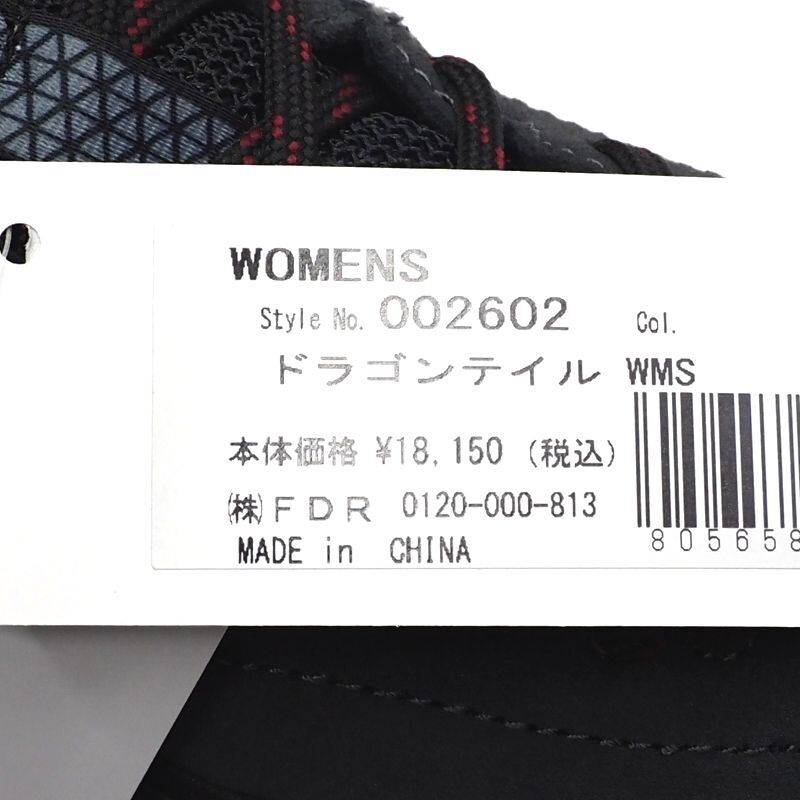 WOMENS
Style No. 002602 Col.
ドラゴンテイル WMS
本体価格 ¥18,150 (税込)
㈱FDR 0120-000-813
805658
MADE in CHINA